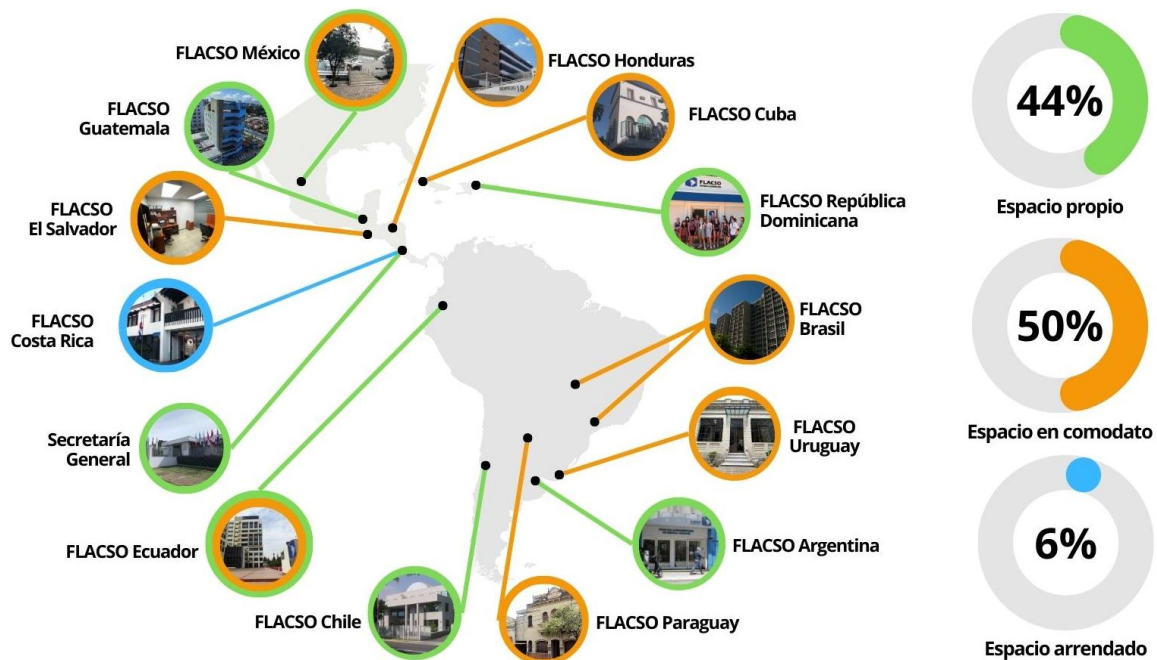 FLACSO México
FLACSO Honduras
FLACSO
Guatemala
FLACSO Cuba
FLACSO
El Salvador
FLACSO
FLACSO República
Dominicana
FLACSO
Costa Rica
FLACSO
Brasil
Secretaría
General
FLACSO
Uruguay
FLACSO Ecuador
FLACSO Argentina
FLACSO Chile
FLACSO Paraguay
44%
Espacio propio
50%
Espacio en comodato
6%
Espacio arrendado